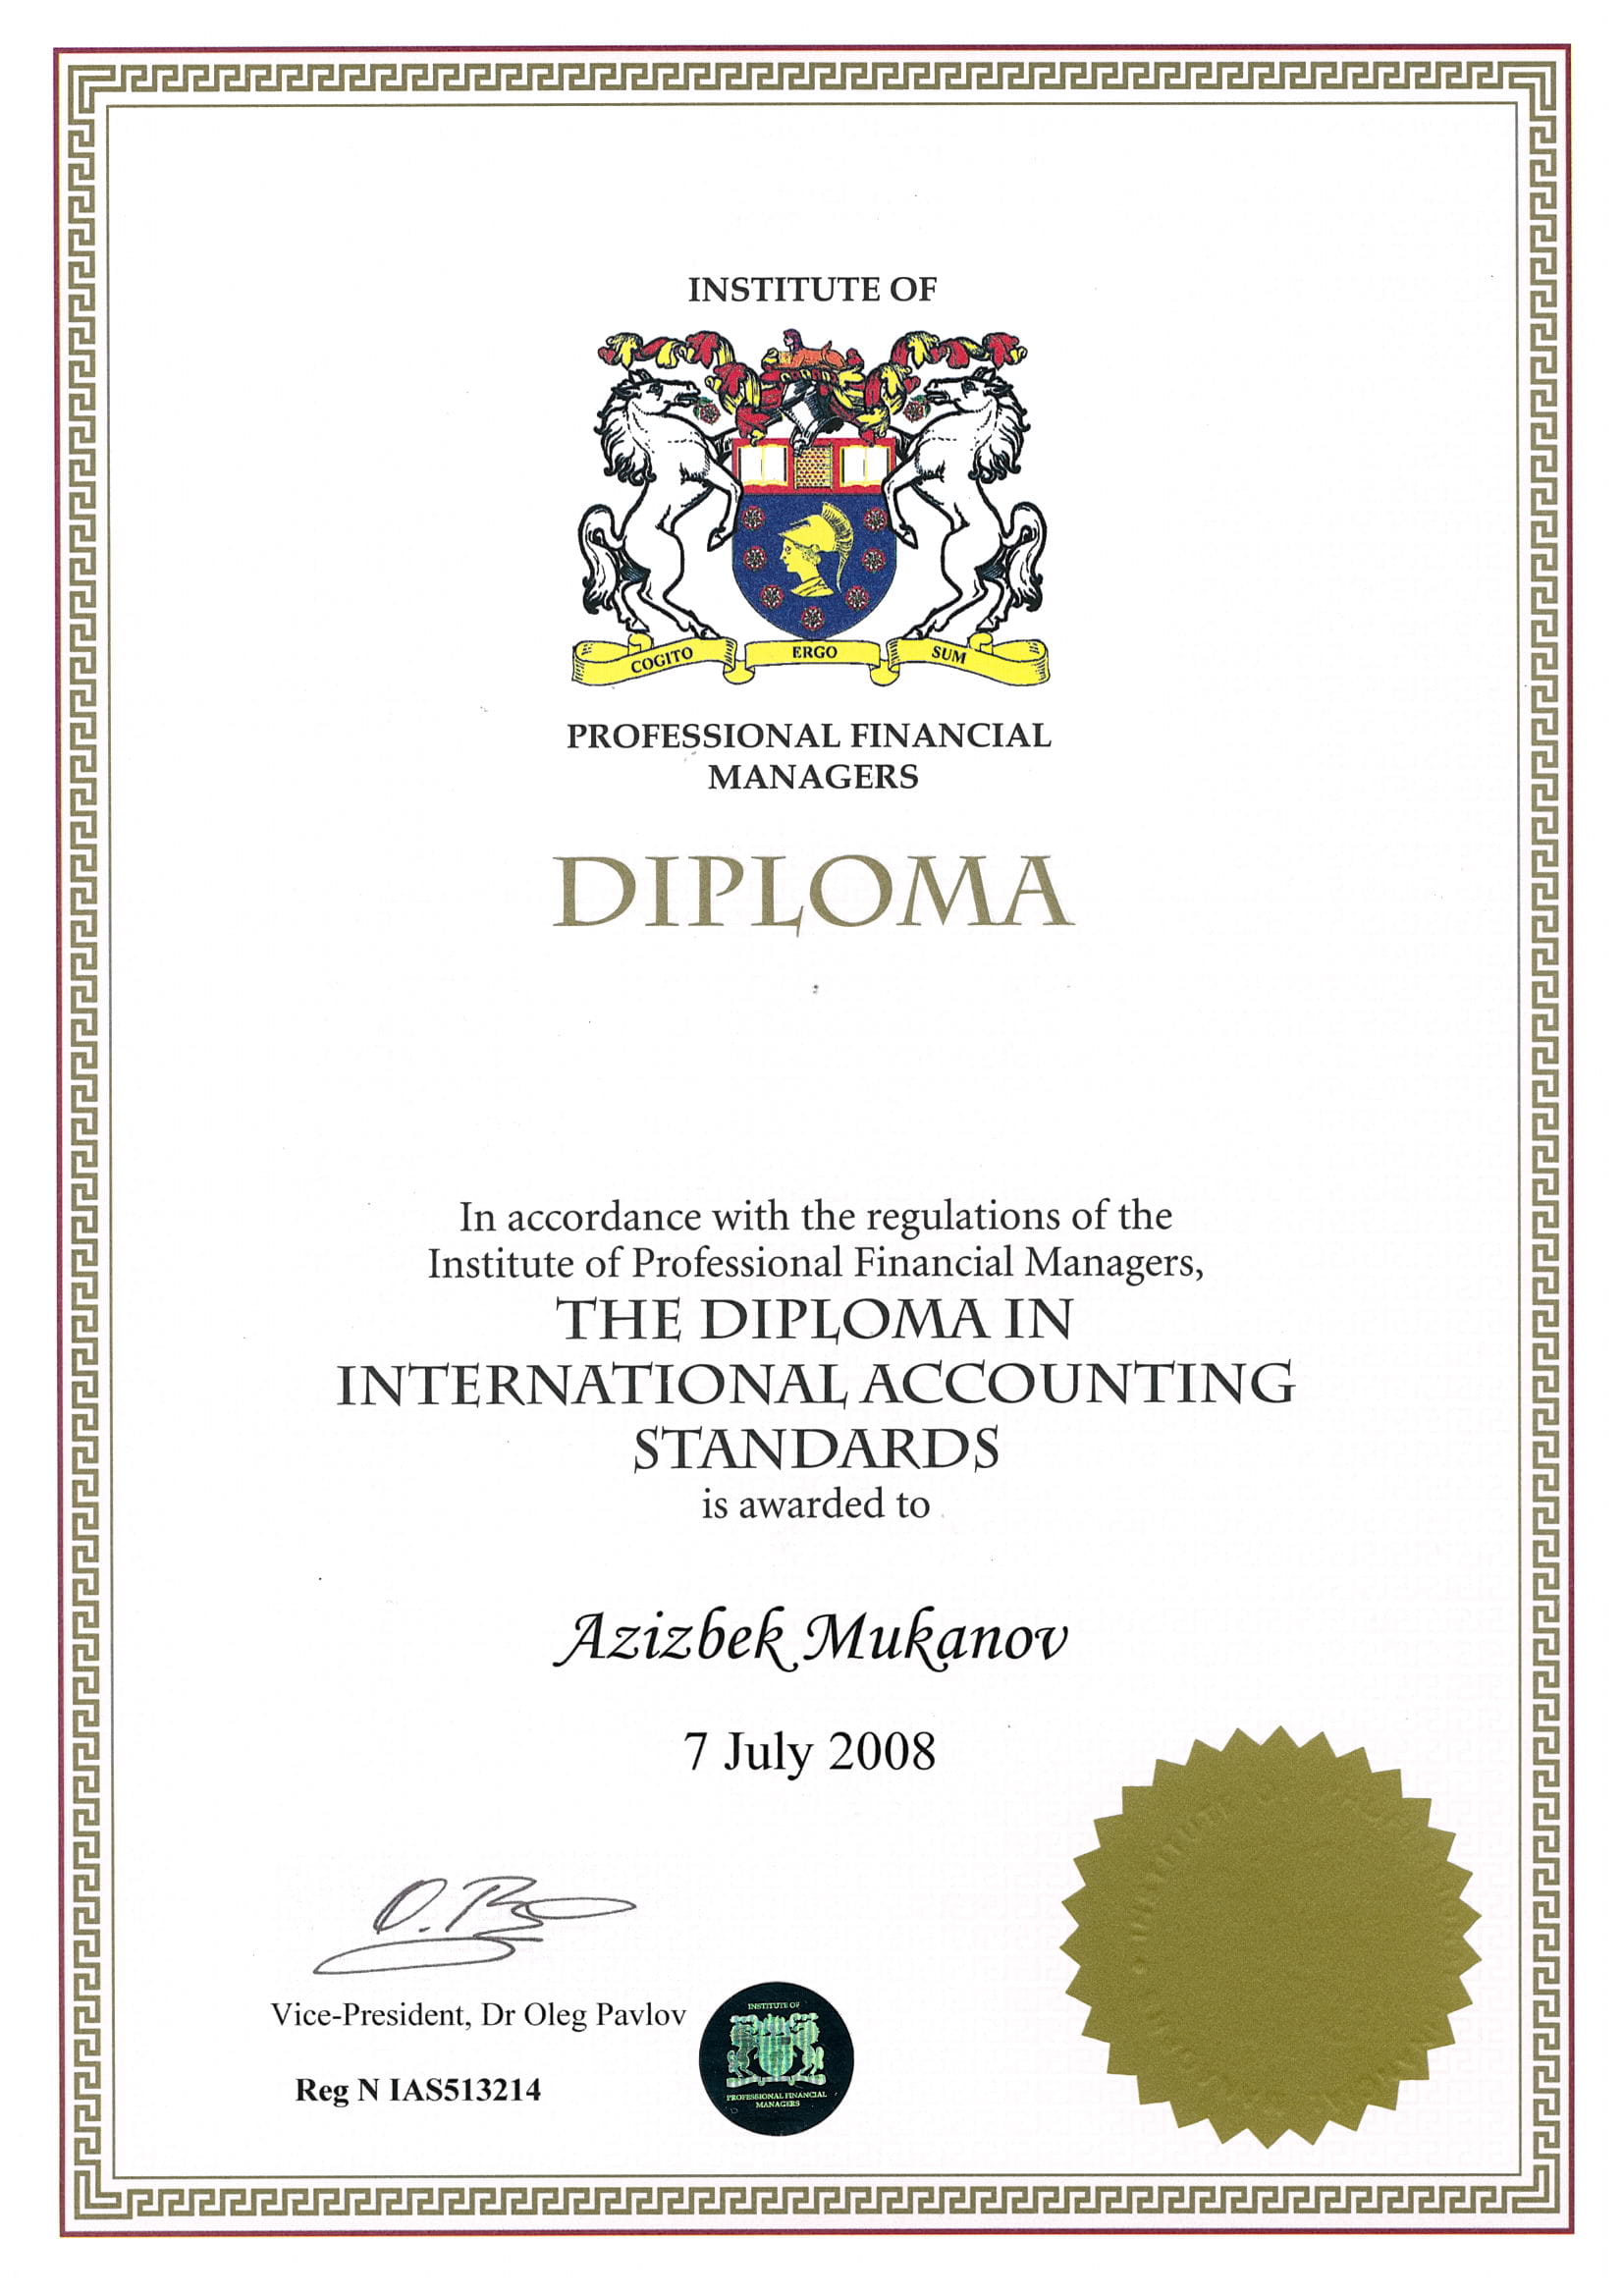 INSTITUTE OF
COGITO ERGO SUM
PROFESSIONAL FINANCIAL
MANAGERS
DIPLOMA
In accordance with the regulations of the
Institute of Professional Financial Managers,
THE DIPLOMA IN
INTERNATIONAL ACCOUNTING
STANDARDS
is awarded to
Azizbek Mukanov
7 July 2008
Vice-President, Dr Oleg Pavlov
Reg N IAS513214
INSTITUTE OF
PROFESSIONAL FINANCIAL
MANAGERS
INSTITUTE OF